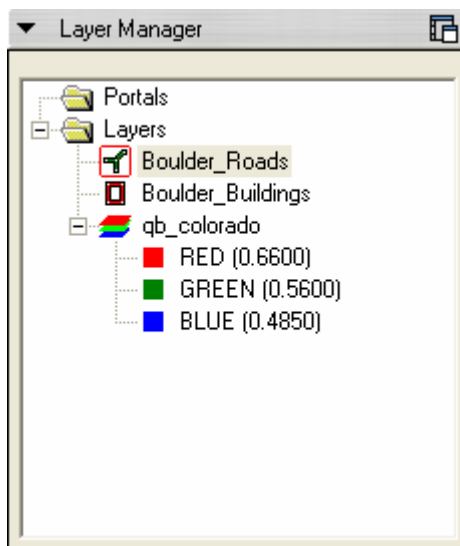 Layer Manager
Portals
Layers
Boulder_Roads
Boulder_Buildings
qb_colorado
RED (0.6600)
GREEN (0.5600)
BLUE (0.4850)